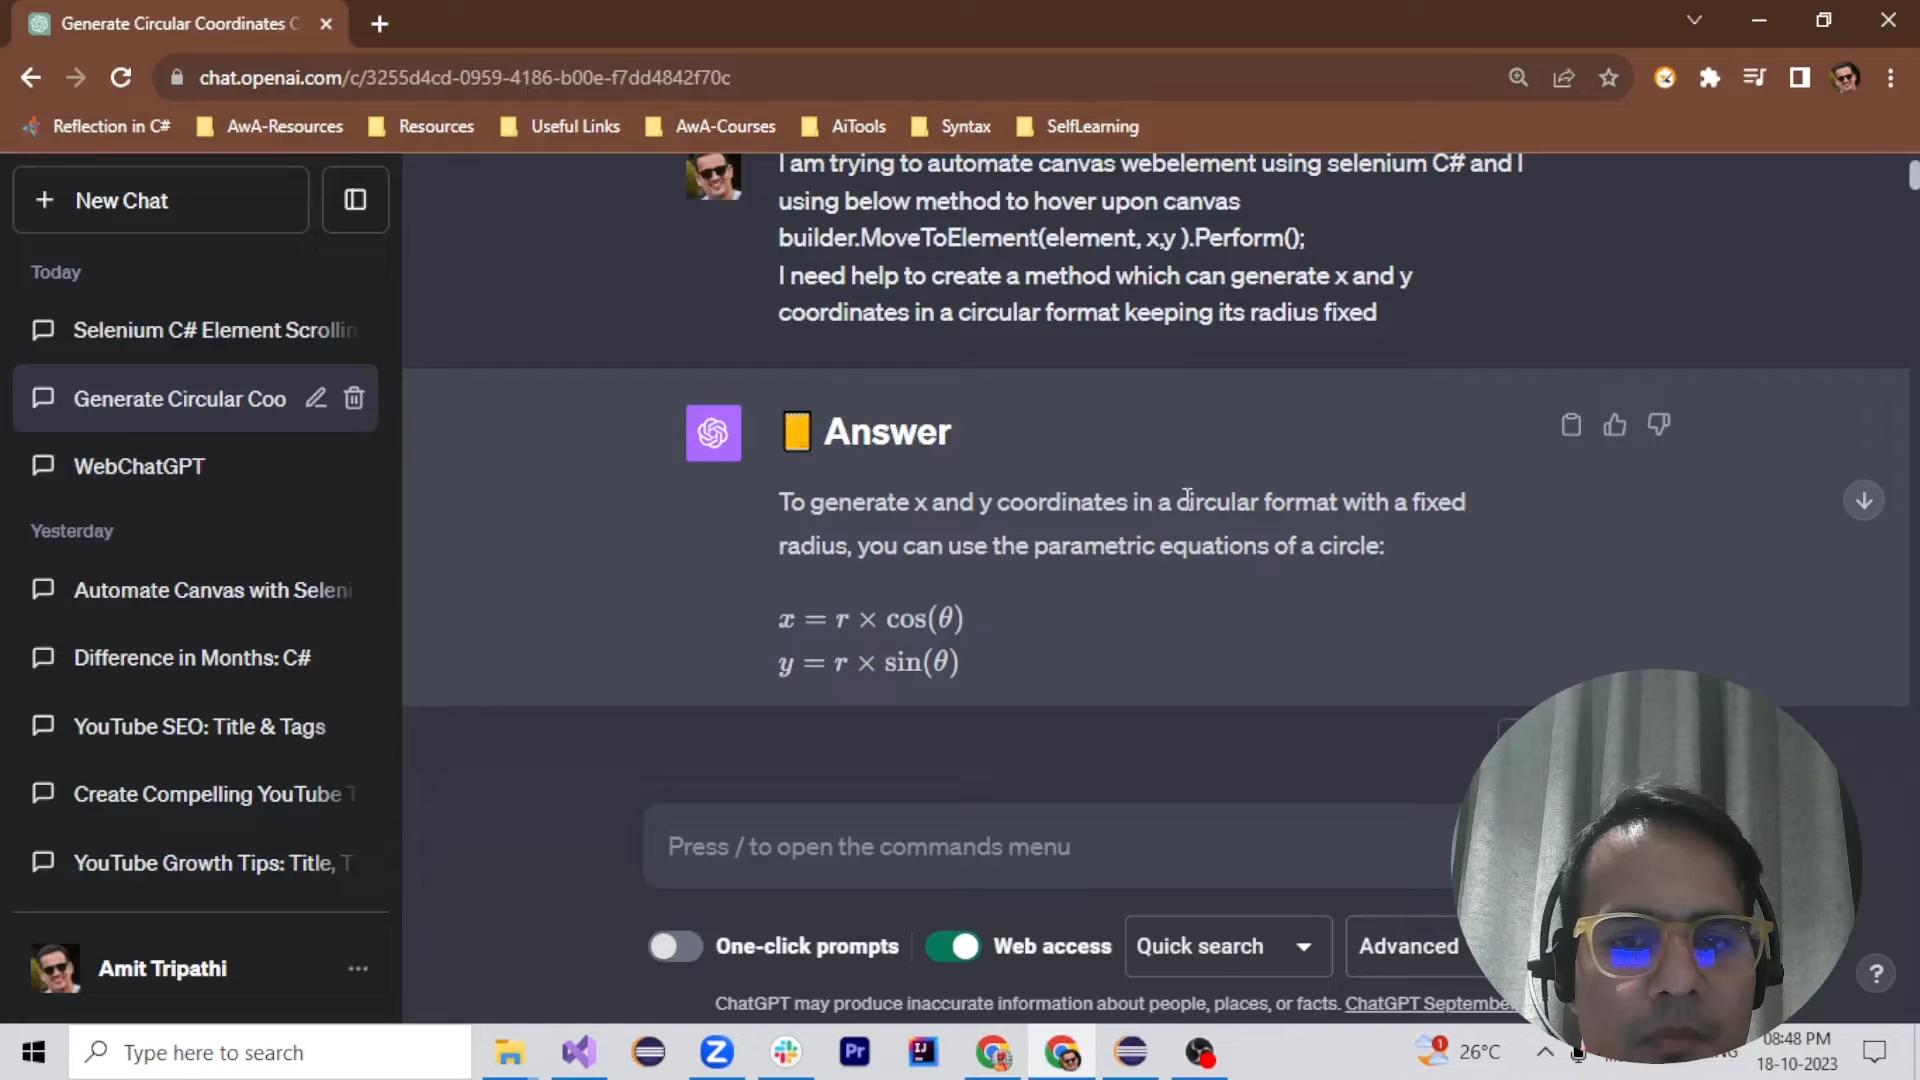 Generate Circular Coordinates C
chat.openai.com/c/3255d4cd-0959-4186-b00e-f7dd4842f70c
Reflection in C#
AwA-Resources
Resources
Useful Links
AwA-Courses
AiTools
Syntax
SelfLearning
New Chat
Today
Selenium C# Element Scrollin
Generate Circular Coo
WebChatGPT
Yesterday
Automate Canvas with Seleni
Difference in Months: C#
YouTube SEO: Title & Tags
Create Compelling YouTube T
YouTube Growth Tips: Title, T
Amit Tripathi
I am trying to automate canvas webelement using selenium C# and I
using below method to hover upon canvas
builder.MoveToElement(element, x,y ).Perform();
I need help to create a method which can generate x and y
coordinates in a circular format keeping its radius fixed
Answer
To generate x and y coordinates in a circular format with a fixed
radius, you can use the parametric equations of a circle:
x = r × cos(θ)
y = r × sin(θ)
Press / to open the commands menu
One-click prompts
Web access
Quick search
Advanced
?
ChatGPT may produce inaccurate information about people, places, or facts. ChatGPT Septembe
Type here to search
Z
Pr
IJ
1
26°C
08:48 PM
18-10-2023